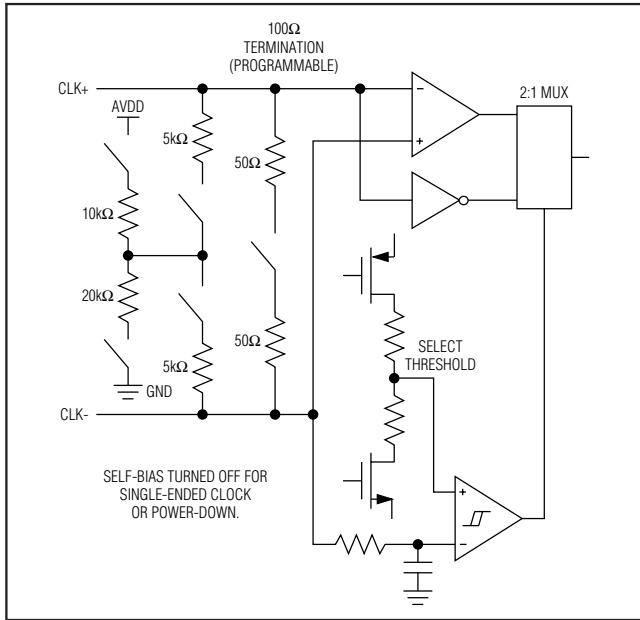 100Ω
TERMINATION
(PROGRAMMABLE)
2:1 MUX
CLK+
AVDD
5kΩ
50Ω
10kΩ
20kΩ
5kΩ
50Ω
SELECT
THRESHOLD
GND
CLK-
SELF-BIAS TURNED OFF FOR
SINGLE-ENDED CLOCK
OR POWER-DOWN.
-
+
+
-